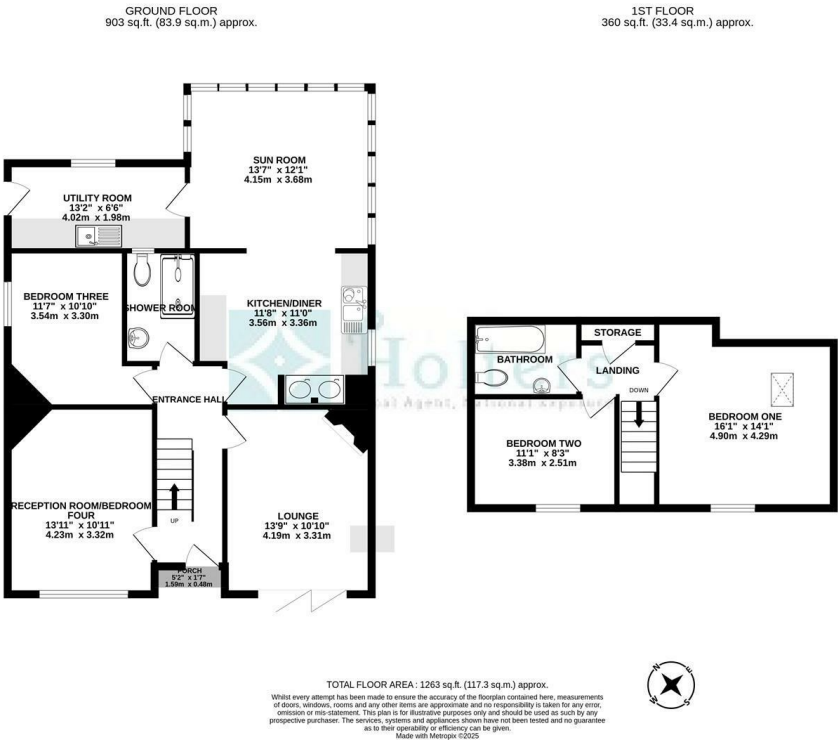 GROUND FLOOR
903 sq.ft. (83.9 sq.m.) approx.
1ST FLOOR
360 sq.ft. (33.4 sq.m.) approx.
SUN ROOM
13'7" x 12'1"
4.15m x 3.68m
UTILITY ROOM
13'2" x 6'6"
4.02m x 1.98m
BEDROOM THREE
11'7" x 10'10"
3.54m x 3.30m
SHOWER ROOM
KITCHEN/DINER
11'8" x 11'0"
3.56m x 3.36m
ENTRANCE HALL
RECEPTION ROOM/BEDROOM
FOUR
13'11" x 10'11"
4.23m x 3.32m
UP
LOUNGE
13'9" x 10'10"
4.19m x 3.31m
PORCH
5'2" x 1'7"
1.59m x 0.48m
STORAGE
BATHROOM
LANDING
DOWN
BEDROOM TWO
11'1" x 8'3"
3.38m x 2.51m
BEDROOM ONE
16'1" x 14'1"
4.90m x 4.29m
Holters
TOTAL FLOOR AREA : 1263 sq.ft. (117.3 sq.m.) approx.
Whilst every attempt has been made to ensure the accuracy of the floorplan contained here, measurements
of doors, windows, rooms and any other items are approximate and no responsibility is taken for any error,
omission or mis-statement. This plan is for illustrative purposes only and should be used as such by any
prospective purchaser. The services, systems and appliances shown have not been tested and no guarantee
as to their operability or efficiency can be given.
Made with Metropix ©2025
N
E
S
W